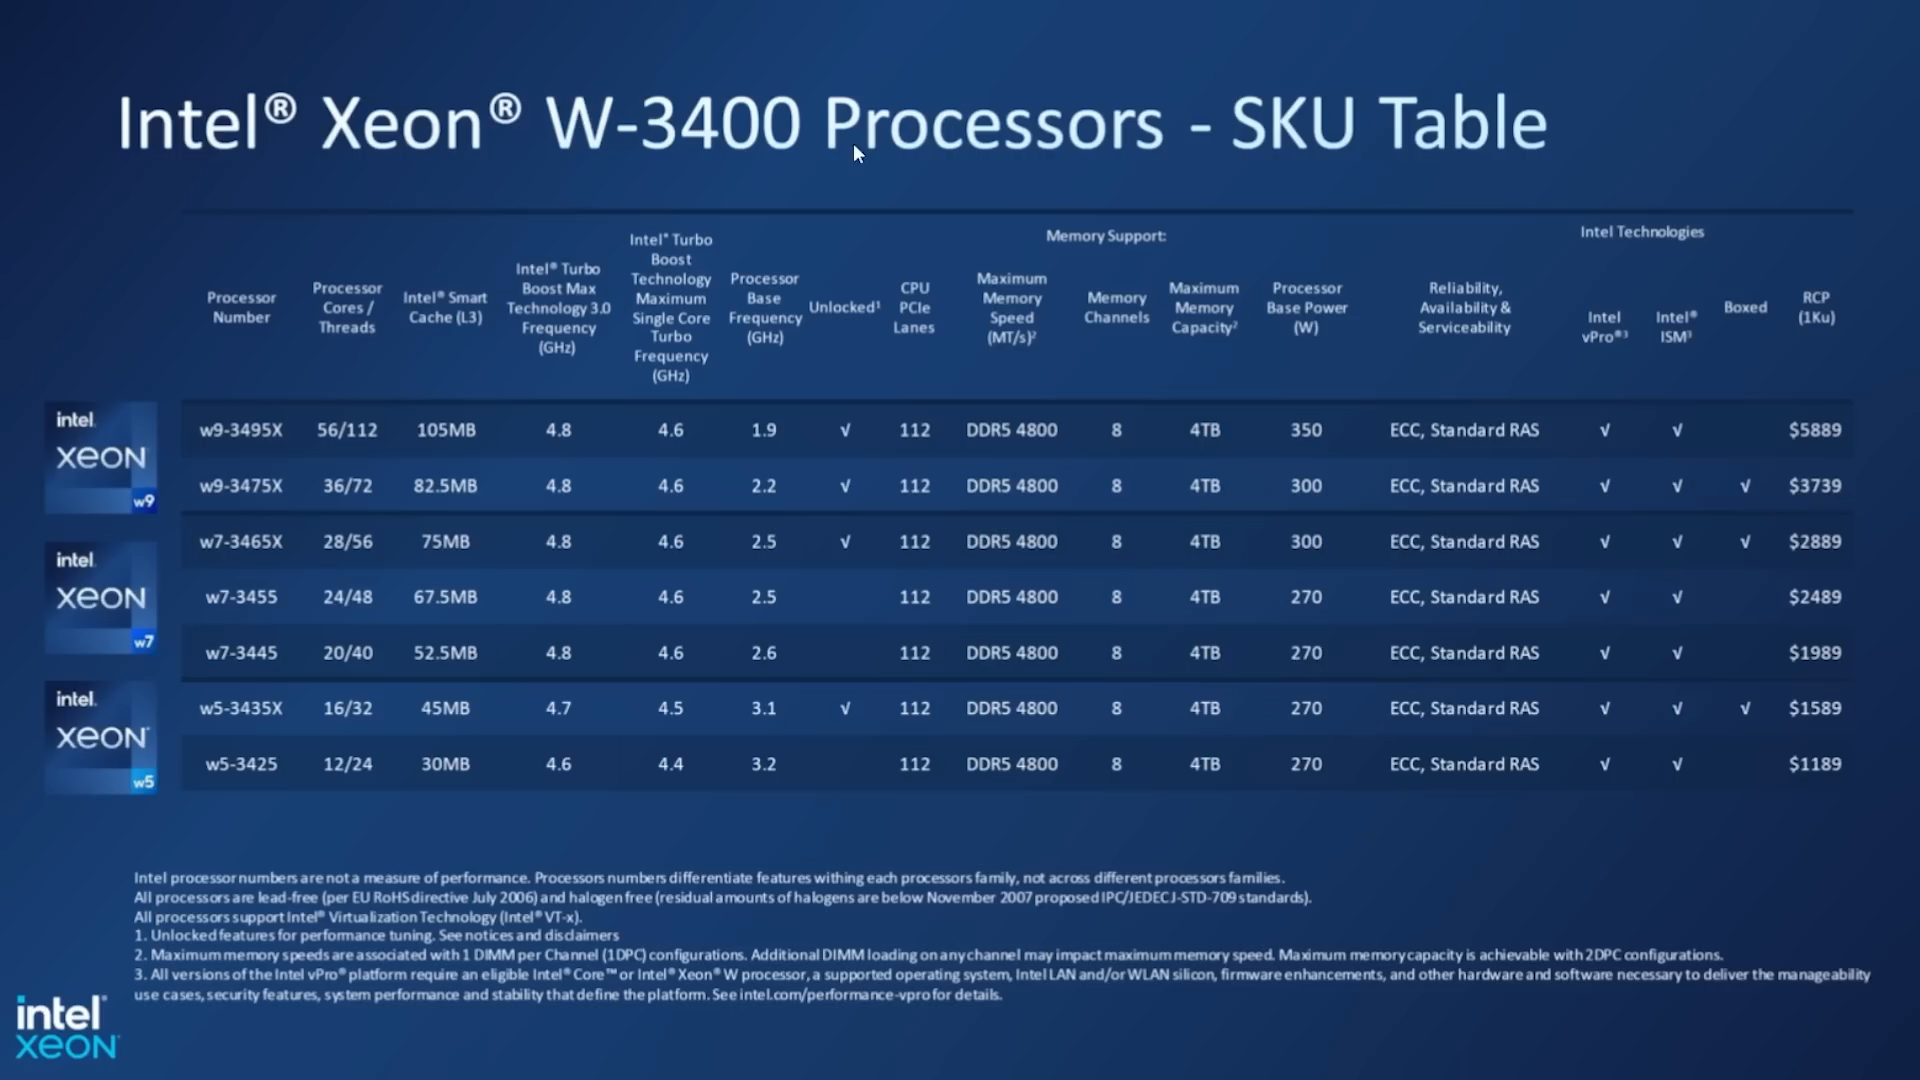 Intel® Xeon® W-3400 Processors - SKU Table
Memory Support:
Intel Technologies
Processor Number
Processor Cores / Threads
Intel® Smart Cache (L3)
Intel® Turbo Boost Max Technology 3.0 Frequency (GHz)
Intel® Turbo Boost Technology Maximum Single Core Turbo Frequency (GHz)
Processor Base Frequency (GHz)
Unlocked¹
CPU PCIe Lanes
Maximum Memory Speed (MT/s)²
Memory Channels
Maximum Memory Capacity²
Processor Base Power (W)
Reliability, Availability & Serviceability
Intel vPro®³
Intel® ISM³
Boxed
RCP (1Ku)
intel. xeon w9
w9-3495X 56/112 105MB 4.8 4.6 1.9 √ 112 DDR5 4800 8 4TB 350 ECC, Standard RAS √ √ $5889
w9-3475X 36/72 82.5MB 4.8 4.6 2.2 √ 112 DDR5 4800 8 4TB 300 ECC, Standard RAS √ √ √ $3739
intel. xeon w7
w7-3465X 28/56 75MB 4.8 4.6 2.5 √ 112 DDR5 4800 8 4TB 300 ECC, Standard RAS √ √ √ $2889
w7-3455 24/48 67.5MB 4.8 4.6 2.5 112 DDR5 4800 8 4TB 270 ECC, Standard RAS √ √ $2489
w7-3445 20/40 52.5MB 4.8 4.6 2.6 112 DDR5 4800 8 4TB 270 ECC, Standard RAS √ √ $1989
intel. xeon w5
w5-3435X 16/32 45MB 4.7 4.5 3.1 √ 112 DDR5 4800 8 4TB 270 ECC, Standard RAS √ √ √ $1589
w5-3425 12/24 30MB 4.6 4.4 3.2 112 DDR5 4800 8 4TB 270 ECC, Standard RAS √ √ $1189
Intel processor numbers are not a measure of performance. Processors numbers differentiate features withing each processors family, not across different processors families.
All processors are lead-free (per EU RoHS directive July 2006) and halogen free (residual amounts of halogens are below November 2007 proposed IPC/JEDEC J-STD-709 standards).
All processors support Intel® Virtualization Technology (Intel® VT-x).
1. Unlocked features for performance tuning. See notices and disclaimers
2. Maximum memory speeds are associated with 1 DIMM per Channel (1DPC) configurations. Additional DIMM loading on any channel may impact maximum memory speed. Maximum memory capacity is achievable with 2DPC configurations.
3. All versions of the Intel vPro® platform require an eligible Intel® Core™ or Intel® Xeon® W processor, a supported operating system, Intel LAN and/or WLAN silicon, firmware enhancements, and other hardware and software necessary to deliver the manageability
use cases, security features, system performance and stability that define the platform. See intel.com/performance-vpro for details.
intel
xeon